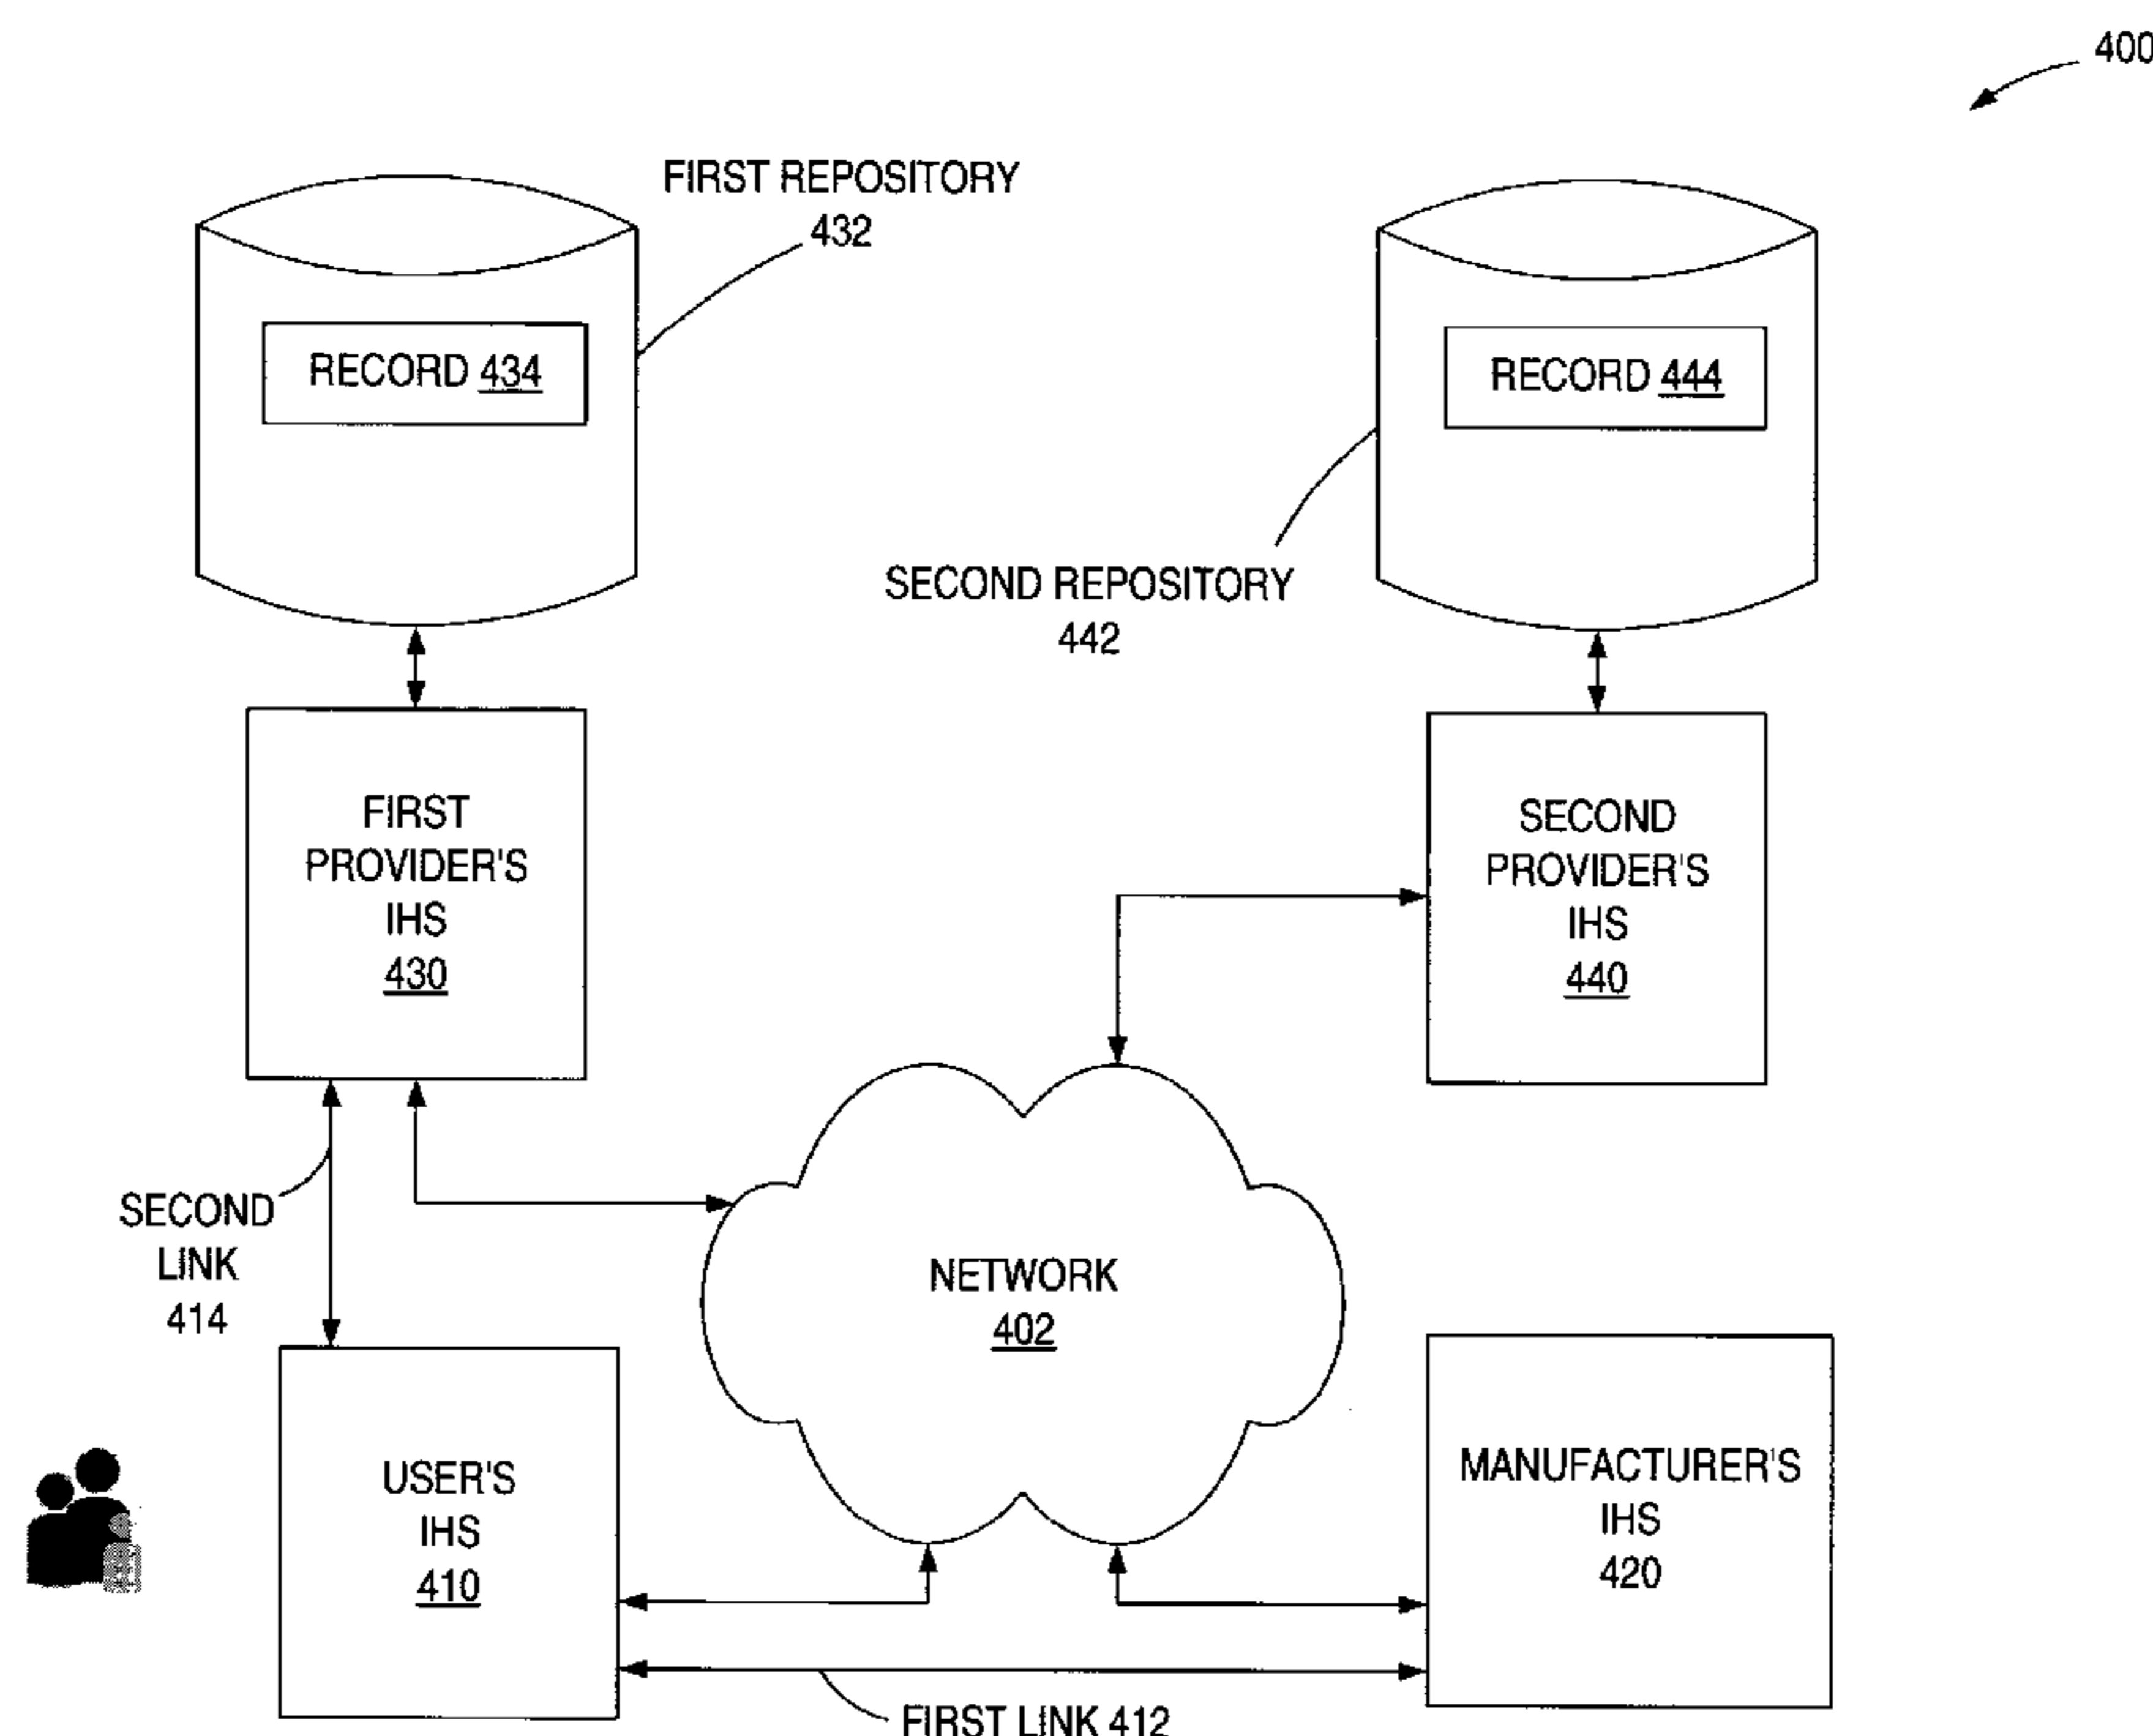 400
FIRST REPOSITORY
432
RECORD 434
RECORD 444
SECOND REPOSITORY
442
FIRST
PROVIDER'S
IHS
430
SECOND
PROVIDER'S
IHS
440
SECOND
LINK
414
NETWORK
402
USER'S
IHS
410
MANUFACTURER'S
IHS
420
FIRST LINK 412